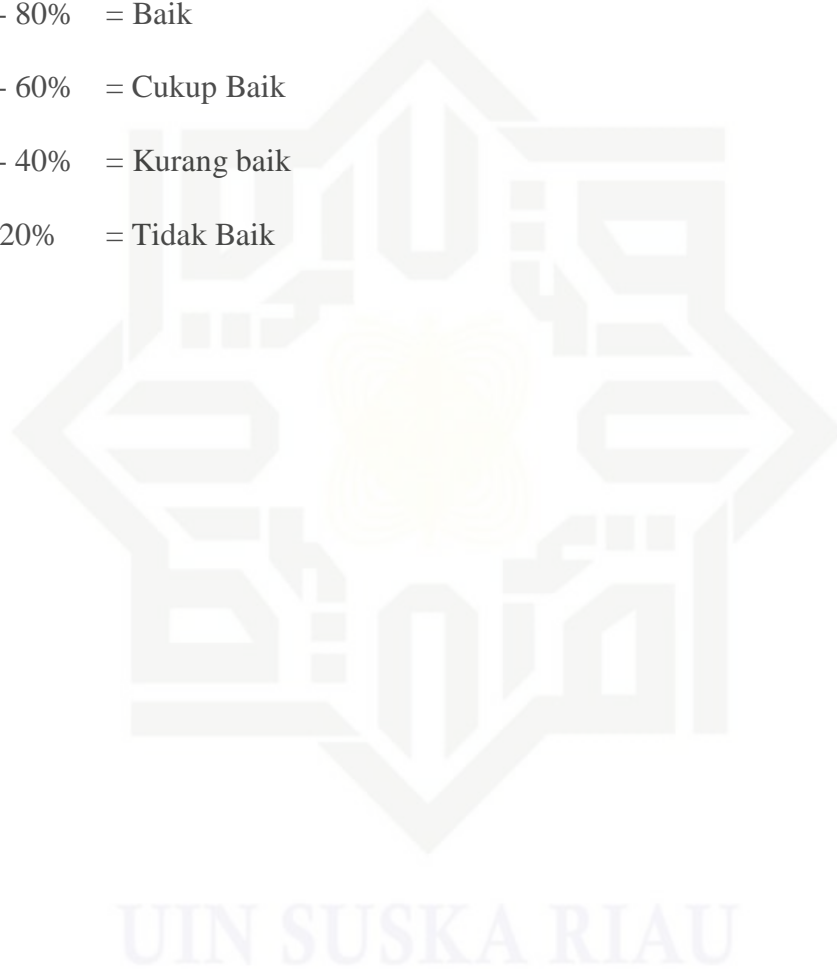 - 80% = Baik
- 60% = Cukup Baik
- 40% = Kurang baik
20% = Tidak Baik
UIN SUSKA RIAU